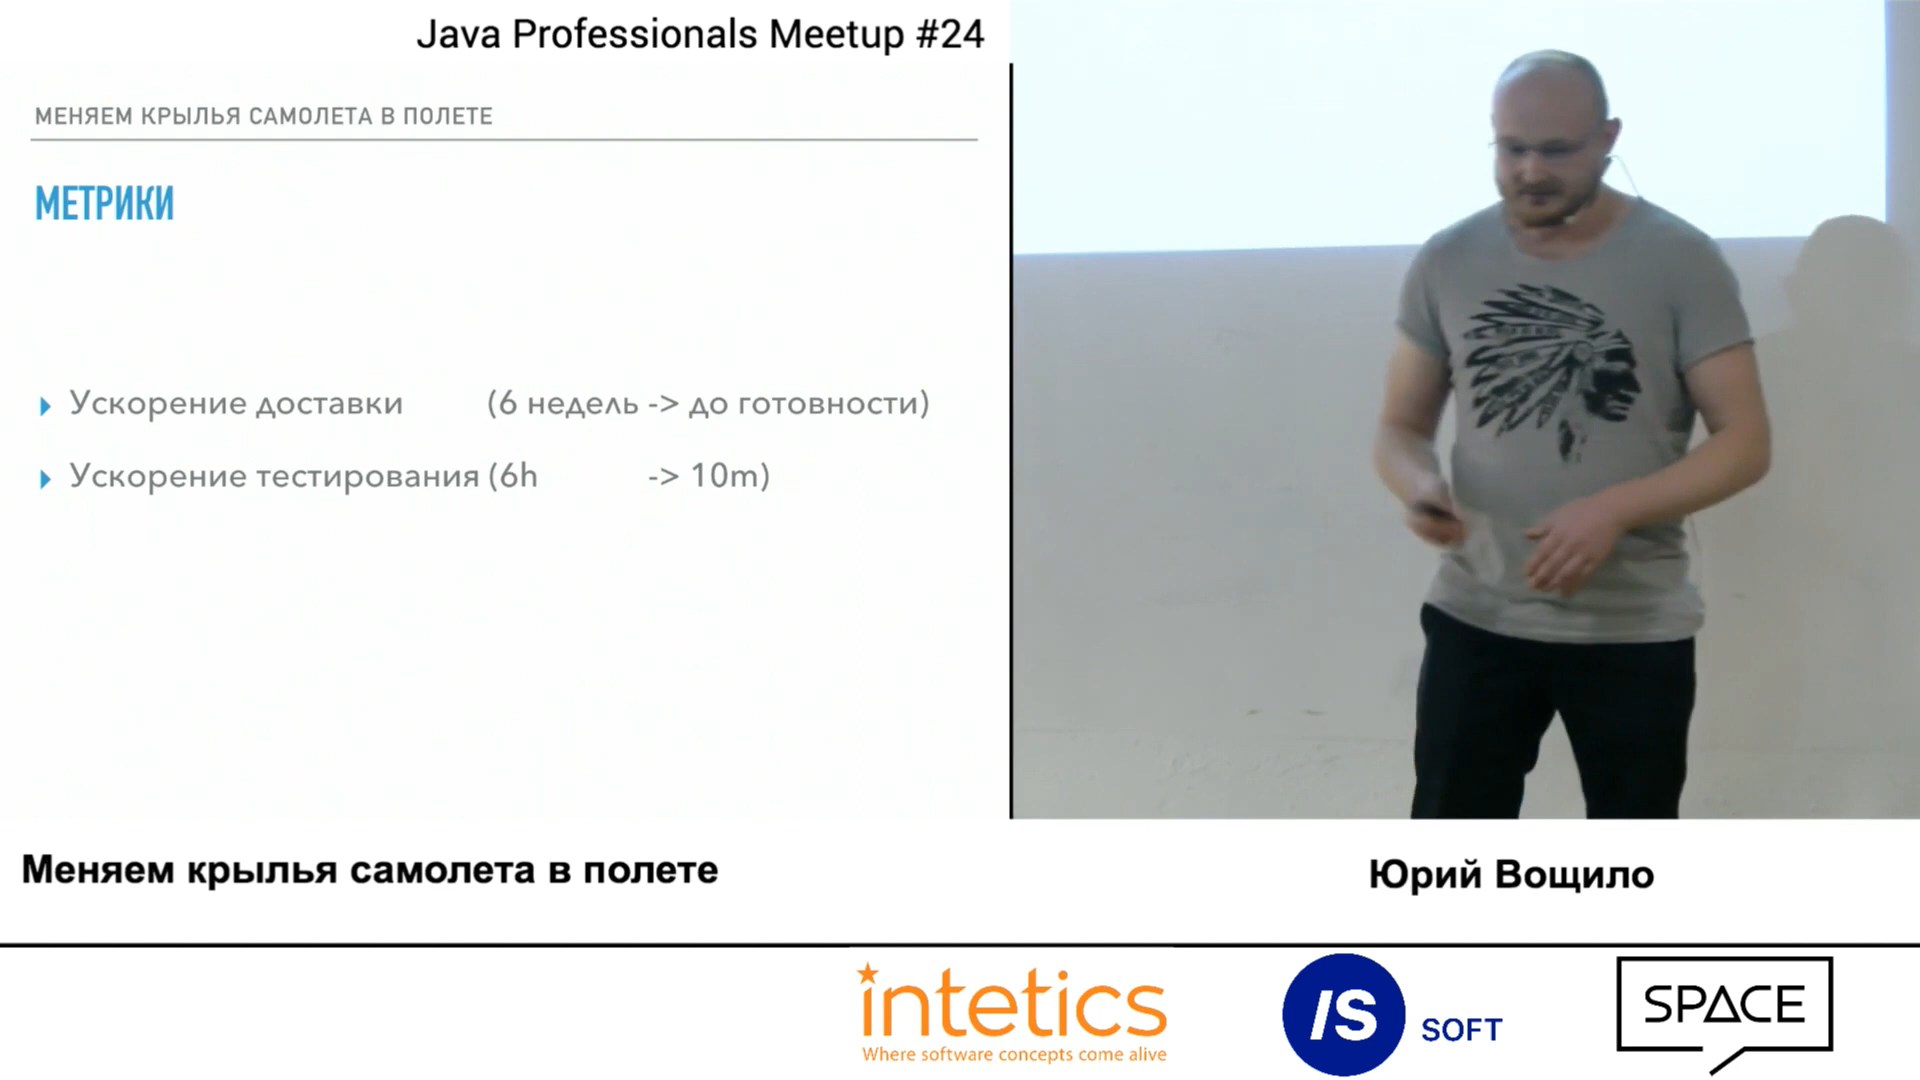 Java Professionals Meetup #24
МЕНЯЕМ КРЫЛЬЯ САМОЛЕТА В ПОЛЕТЕ
МЕТРИКИ
Ускорение доставки (6 недель -> до готовности)
Ускорение тестирования (6h -> 10m)
Меняем крылья самолета в полете
Юрий Вощило
intetics
Where software concepts come alive
/S SOFT
SPACE